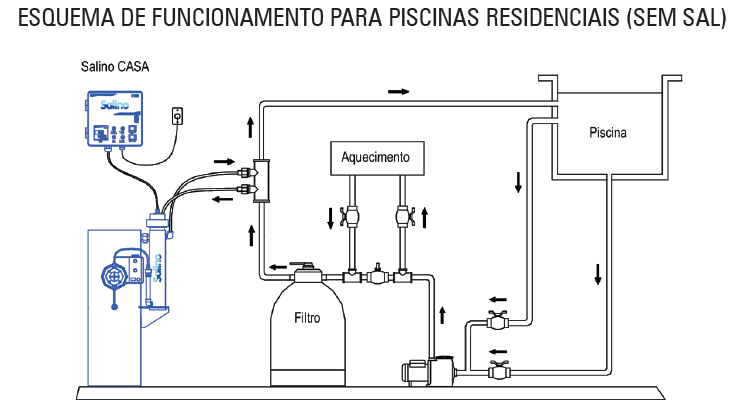 ESQUEMA DE FUNCIONAMENTO PARA PISCINAS RESIDENCIAIS (SEM SAL)
Salino CASA
Salino
Aquecimento
Piscina
Salino
Filtro